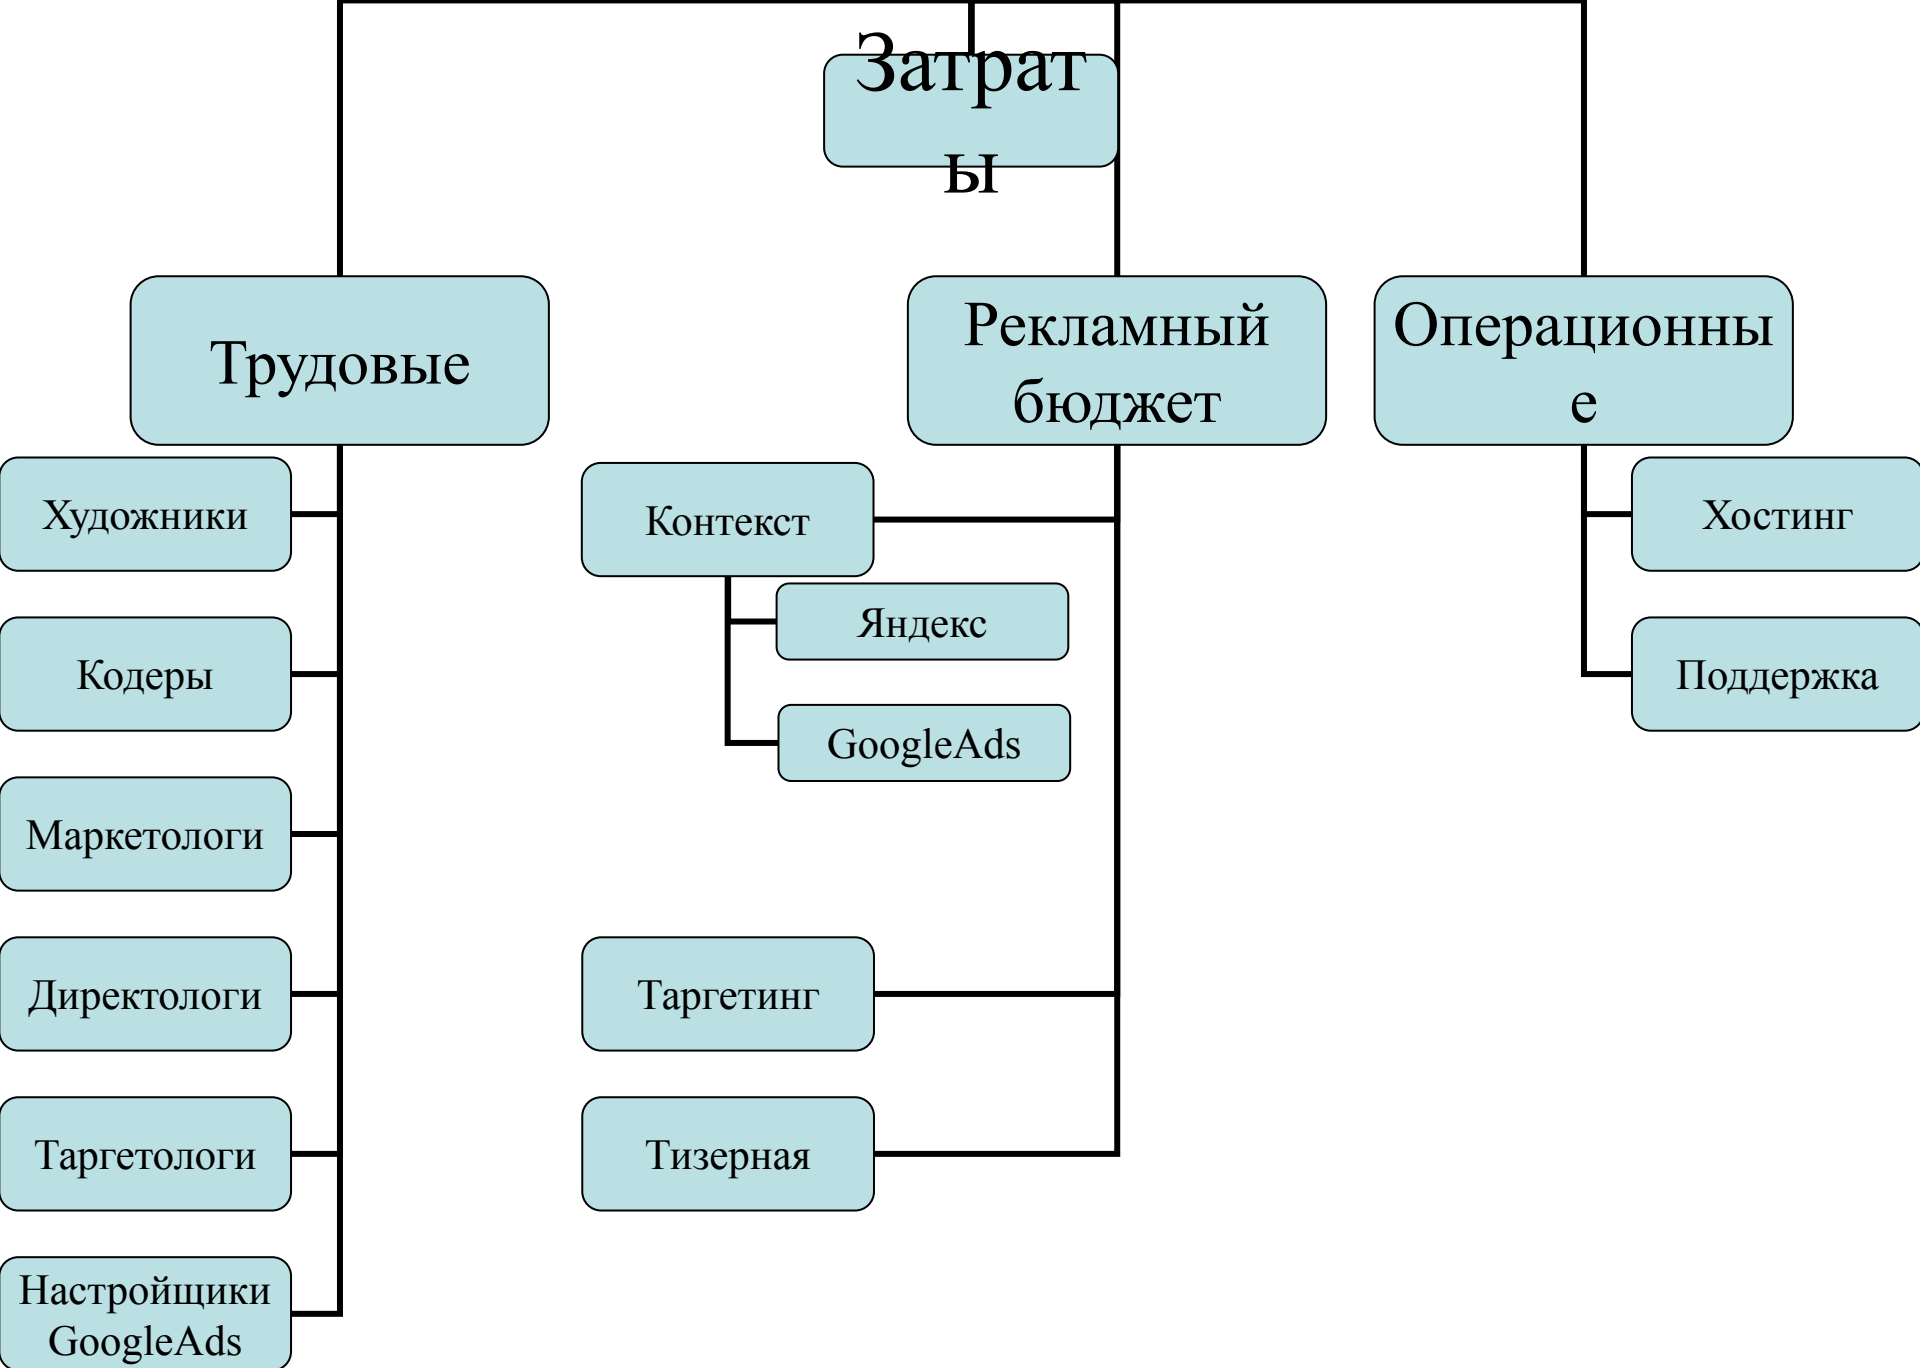 Затрат
ы
Трудовые
Рекламный
бюджет
Операционны
е
Художники
Кодеры
Маркетологи
Директологи
Таргетологи
Настройщики
GoogleAds
Контекст
Яндекс
GoogleAds
Таргетинг
Тизерная
Хостинг
Поддержка